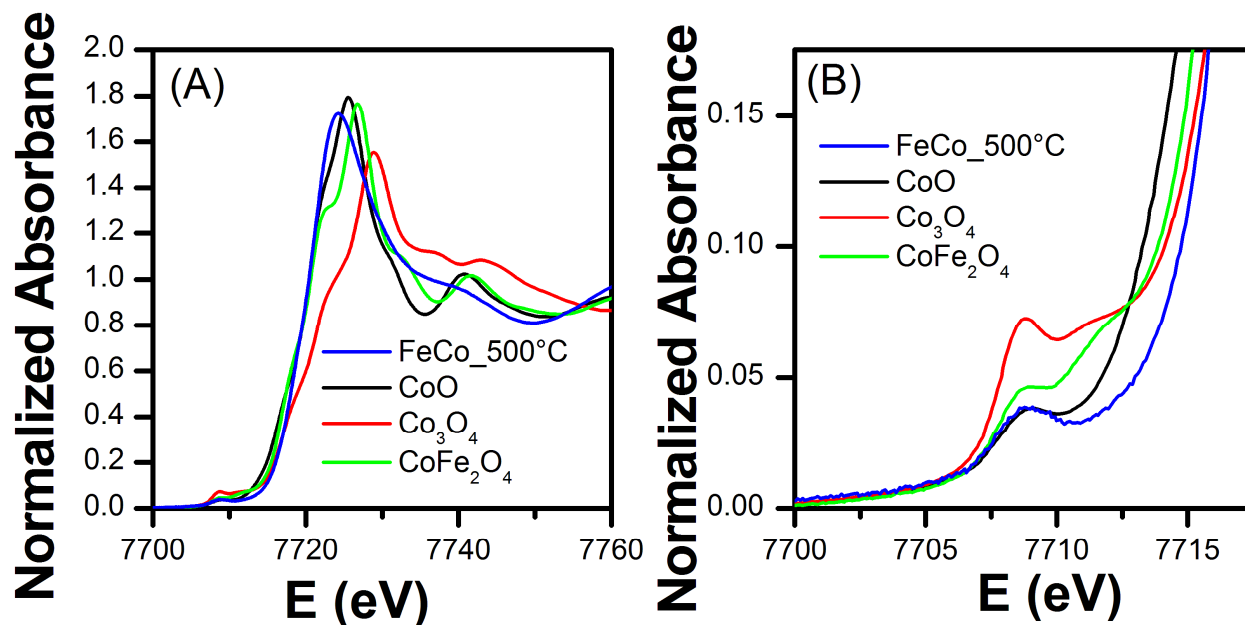 (A)
Normalized Absorbance
2.0
1.8
1.6
1.4
1.2
1.0
0.8
0.6
0.4
0.2
0.0
FeCo_500°C
CoO
Co₃O₄
CoFe₂O₄
7700
7720
7740
7760
E (eV)
(B)
Normalized Absorbance
0.15
0.10
0.05
0.00
FeCo_500°C
CoO
Co₃O₄
CoFe₂O₄
7700
7705
7710
7715
E (eV)